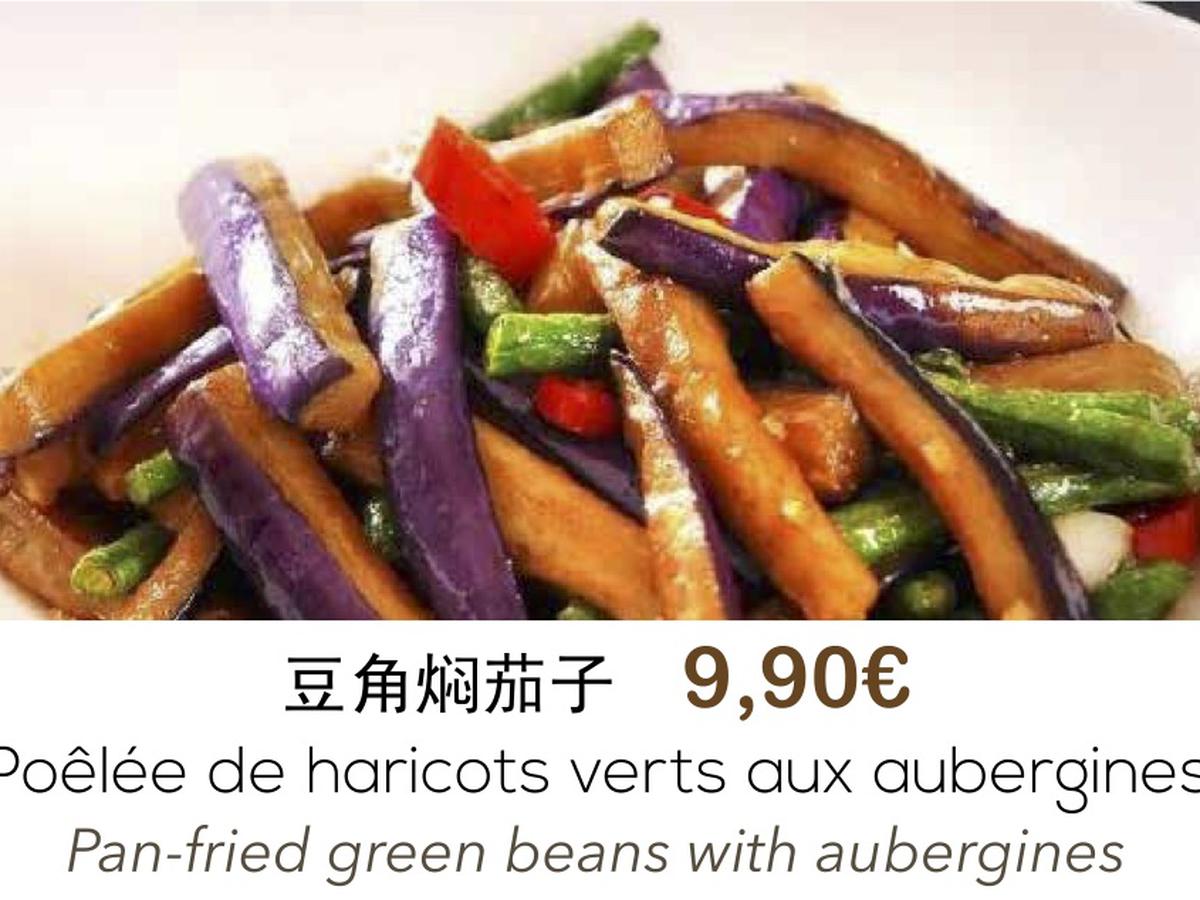 豆角焖茄子 9,90€
Poêlée de haricots verts aux aubergines
Pan-fried green beans with aubergines